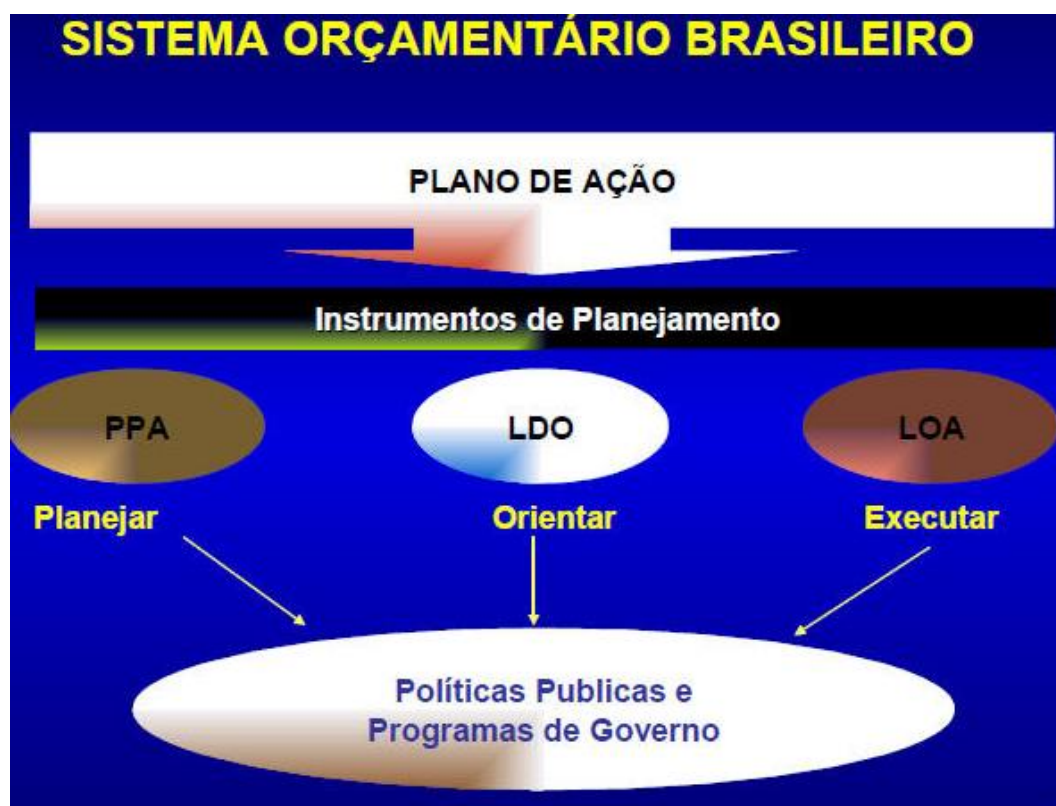 SISTEMA ORÇAMENTÁRIO BRASILEIRO
PLANO DE AÇÃO
Instrumentos de Planejamento
PPA
LDO
LOA
Planejar
Orientar
Executar
Políticas Publicas e
Programas de Governo